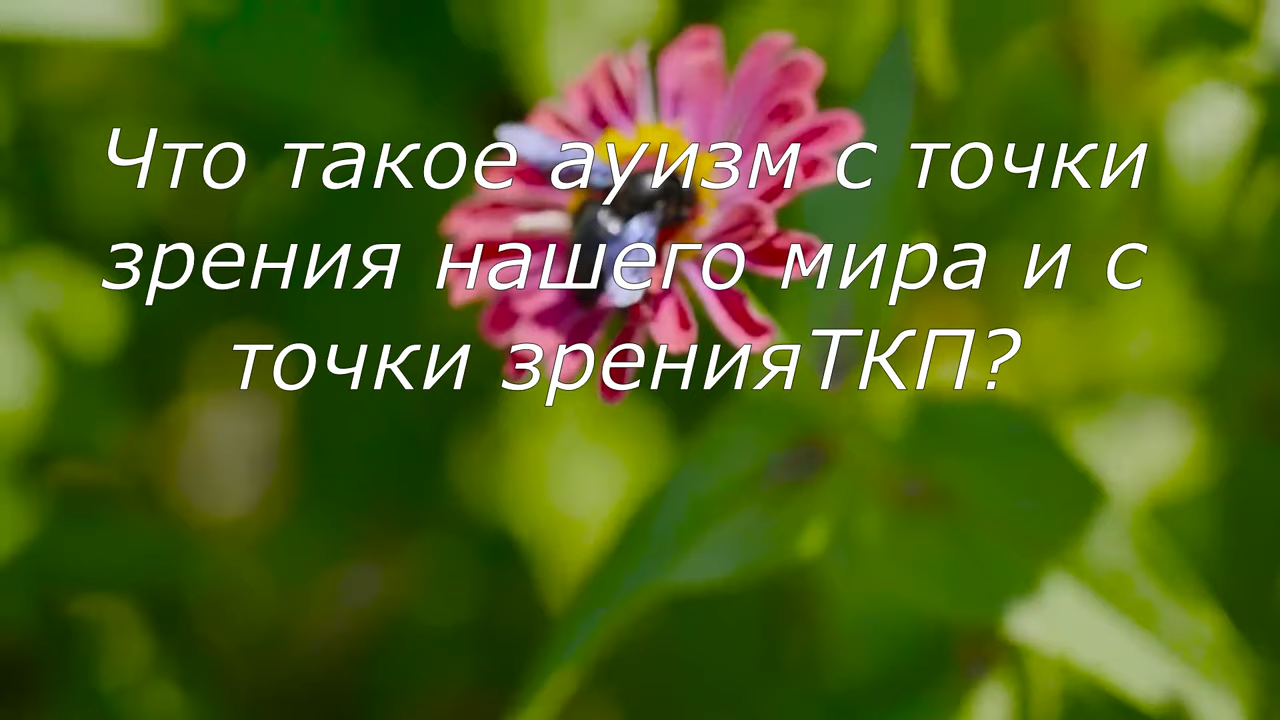 Что такое ауизм с точки
зрения нашего мира и с
точки зренияТКП?